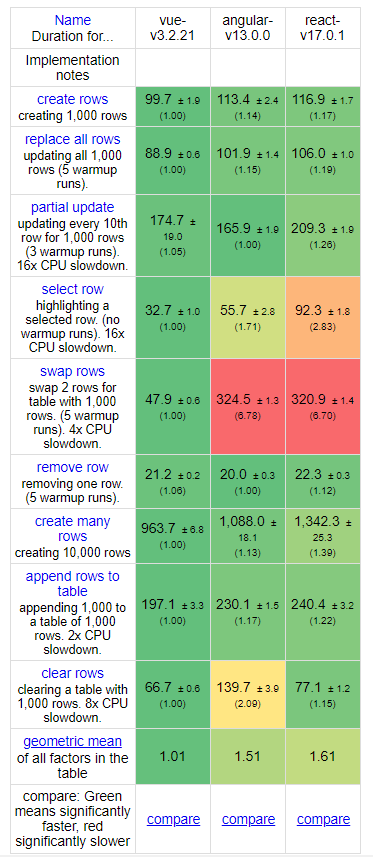 Name
Duration for...
vue-
v3.2.21
angular-
v13.0.0
react-
v17.0.1
Implementation
notes
create rows
creating 1,000 rows
99.7 ± 1.9
(1.00)
113.4 ± 2.4
(1.14)
116.9 ± 1.7
(1.17)
replace all rows
updating all 1,000
rows (5 warmup
runs).
88.9 ± 0.6
(1.00)
101.9 ± 1.4
(1.15)
106.0 ± 1.0
(1.19)
partial update
updating every 10th
row for 1,000 rows
(3 warmup runs).
16x CPU slowdown.
174.7 ±
19.0
(1.05)
165.9 ± 1.9
(1.00)
209.3 ± 1.9
(1.26)
select row
highlighting a
selected row. (no
warmup runs). 16x
CPU slowdown.
32.7 ± 1.0
(1.00)
55.7 ± 2.8
(1.71)
92.3 ± 1.8
(2.83)
swap rows
swap 2 rows for
table with 1,000
rows. (5 warmup
runs). 4x CPU
slowdown.
47.9 ± 0.6
(1.00)
324.5 ± 1.3
(6.78)
320.9 ± 1.4
(6.70)
remove row
removing one row.
(5 warmup runs).
21.2 ± 0.2
(1.06)
20.0 ± 0.3
(1.00)
22.3 ± 0.3
(1.12)
create many
rows
creating 10,000 rows
963.7 ± 6.8
(1.00)
1,088.0 ±
18.1
(1.13)
1,342.3 ±
25.3
(1.39)
append rows to
table
appending 1,000 to
a table of 1,000
rows. 2x CPU
slowdown.
197.1 ± 3.3
(1.00)
230.1 ± 1.5
(1.17)
240.4 ± 3.2
(1.22)
clear rows
clearing a table with
1,000 rows. 8x CPU
slowdown.
66.7 ± 0.6
(1.00)
139.7 ± 3.9
(2.09)
77.1 ± 1.2
(1.15)
geometric mean
of all factors in the
table
1.01
1.51
1.61
compare: Green
means significantly
faster, red
significantly slower
compare
compare
compare